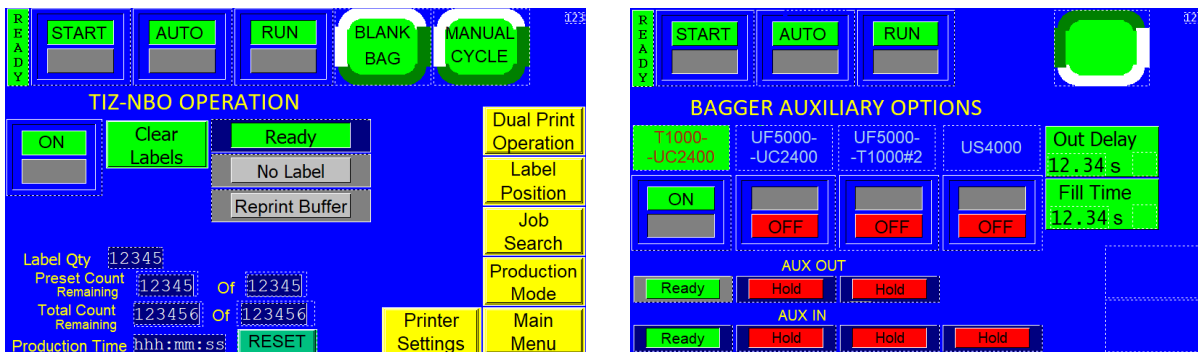 READY
START
AUTO
RUN
BLANK BAG
MANUAL CYCLE
123
TIZ-NBO OPERATION
ON
Clear Labels
Ready
No Label
Reprint Buffer
Dual Print Operation
Label Position
Job Search
Production Mode
Main Menu
Printer Settings
Label Qty 12345
Preset Count Remaining 12345 Of 12345
Total Count Remaining 123456 Of 123456
Production Time hhh:mm:ss RESET
READY
START
AUTO
RUN
12
BAGGER AUXILIARY OPTIONS
T1000-
-UC2400
UF5000-
-UC2400
UF5000-
-T1000#2
US4000
Out Delay
12.34 s
Fill Time
12.34 s
ON
OFF
OFF
OFF
AUX OUT
Ready
Hold
Hold
AUX IN
Ready
Hold
Hold
Hold